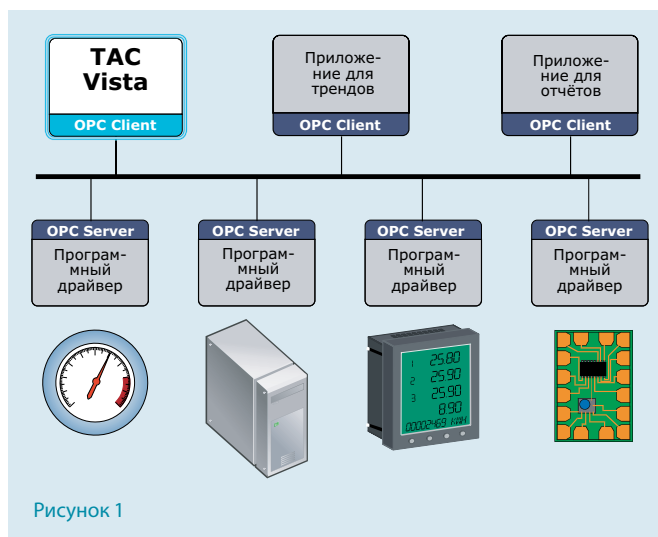 TAC
Vista
OPC Client
Приложе-
ние для
трендов
OPC Client
Приложе-
ние для
отчётов
OPC Client
OPC Server
Програм-
мный
драйвер
OPC Server
Програм-
мный
драйвер
OPC Server
Програм-
мный
драйвер
OPC Server
Програм-
мный
драйвер
1 25.80
2 25.90
3 25.90
8.90
Рисунок 1